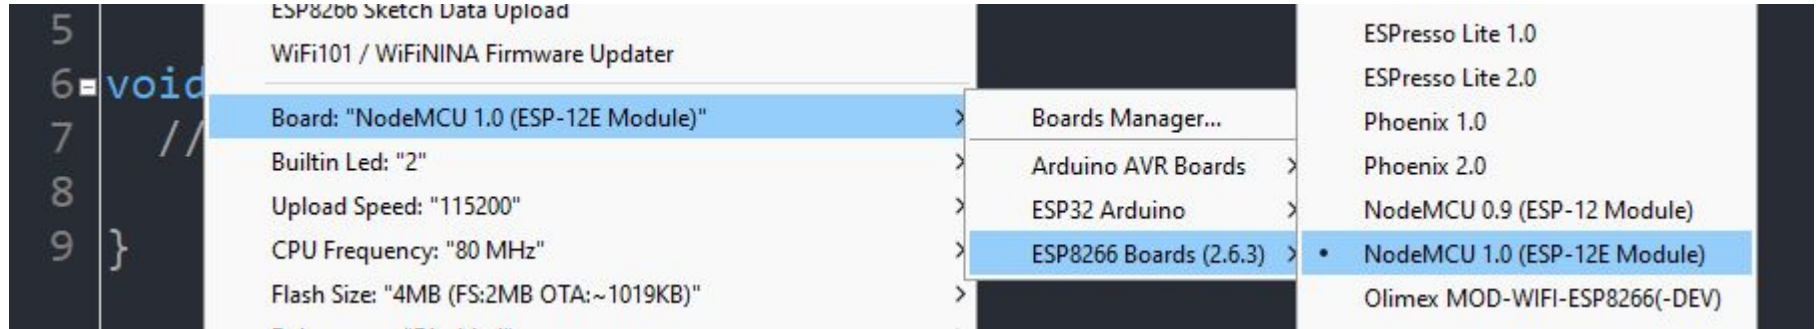 5
6 void
7 //
8
9 }
ESP8266 Sketch Data Upload
WiFi101 / WiFiNINA Firmware Updater
Board: "NodeMCU 1.0 (ESP-12E Module)"
Builtin Led: "2"
Upload Speed: "115200"
CPU Frequency: "80 MHz"
Flash Size: "4MB (FS:2MB OTA:~1019KB)"
Boards Manager...
Arduino AVR Boards
ESP32 Arduino
ESP8266 Boards (2.6.3)
ESPresso Lite 1.0
ESPresso Lite 2.0
Phoenix 1.0
Phoenix 2.0
NodeMCU 0.9 (ESP-12 Module)
• NodeMCU 1.0 (ESP-12E Module)
Olimex MOD-WIFI-ESP8266(-DEV)